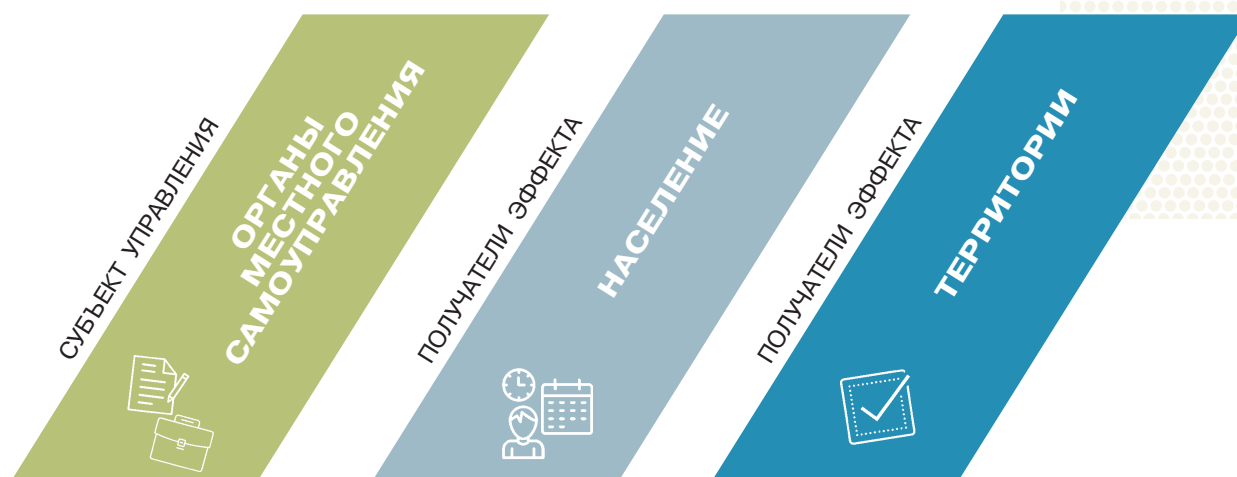 СУБЪЕКТ УПРАВЛЕНИЯ
ОРГАНЫ
МЕСТНОГО
САМОУПРАВЛЕНИЯ
ПОЛУЧАТЕЛИ ЭФФЕКТА
НАСЕЛЕНИЕ
ПОЛУЧАТЕЛИ ЭФФЕКТА
ТЕРРИТОРИИ